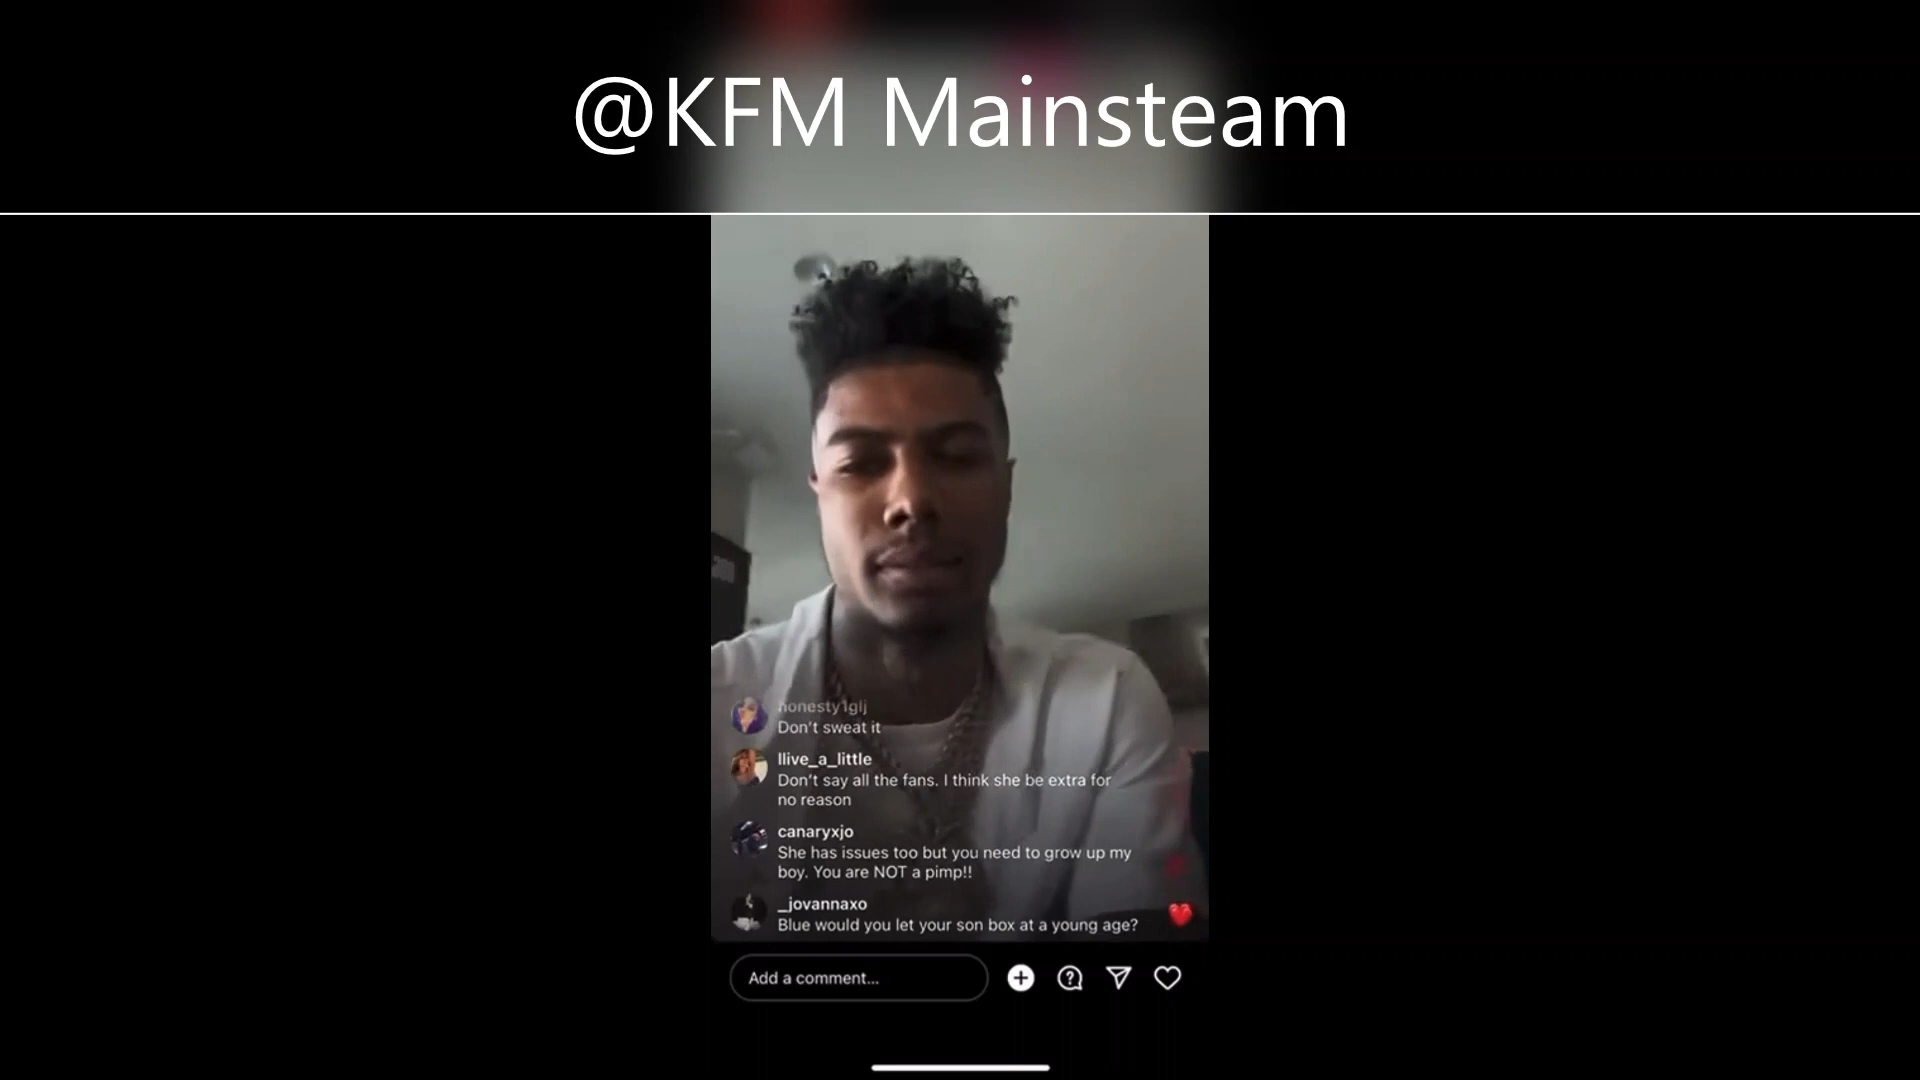 @KFM Mainsteam
honesty1glj
Don't sweat it
llive_a_little
Don't say all the fans. I think she be extra for
no reason
canaryxjo
She has issues too but you need to grow up my
boy. You are NOT a pimp!!
_jovannaxo
Blue would you let your son box at a young age?
Add a comment...